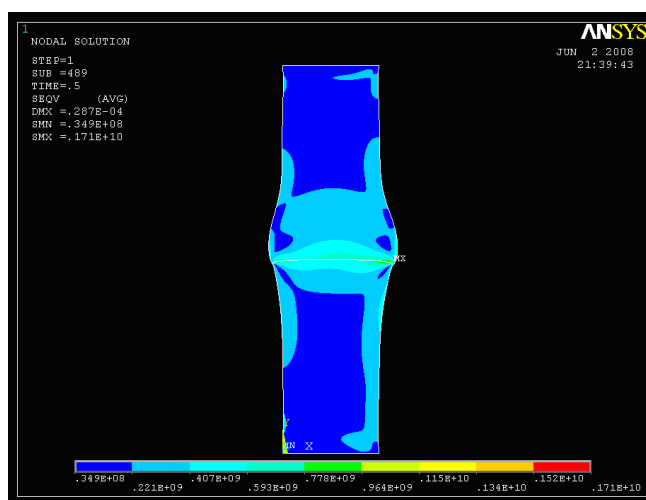 1
NODAL SOLUTION
STEP=1
SUB =489
TIME=.5
SEQV (AVG)
DMX =.287E-04
SMN =.349E+08
SMX =.171E+10
ANSYS
JUN 2 2008
21:39:43
MX
Y
MN X
.349E+08 .407E+09 .778E+09 .115E+10 .152E+10
.221E+09 .593E+09 .964E+09 .134E+10 .171E+10